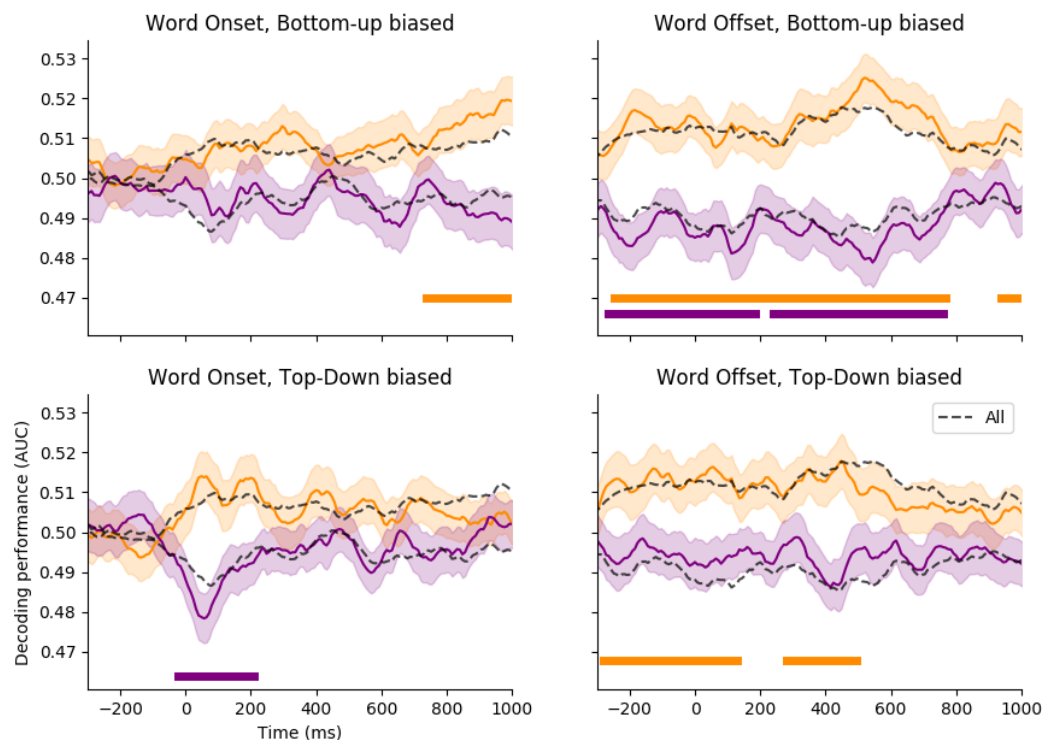 Word Onset, Bottom-up biased
Word Offset, Bottom-up biased
0.53
0.52
0.51
0.50
0.49
0.48
0.47
Word Onset, Top-Down biased
Word Offset, Top-Down biased
All
Decoding performance (AUC)
0.53
0.52
0.51
0.50
0.49
0.48
0.47
−200 0 200 400 600 800 1000
−200 0 200 400 600 800 1000
Time (ms)